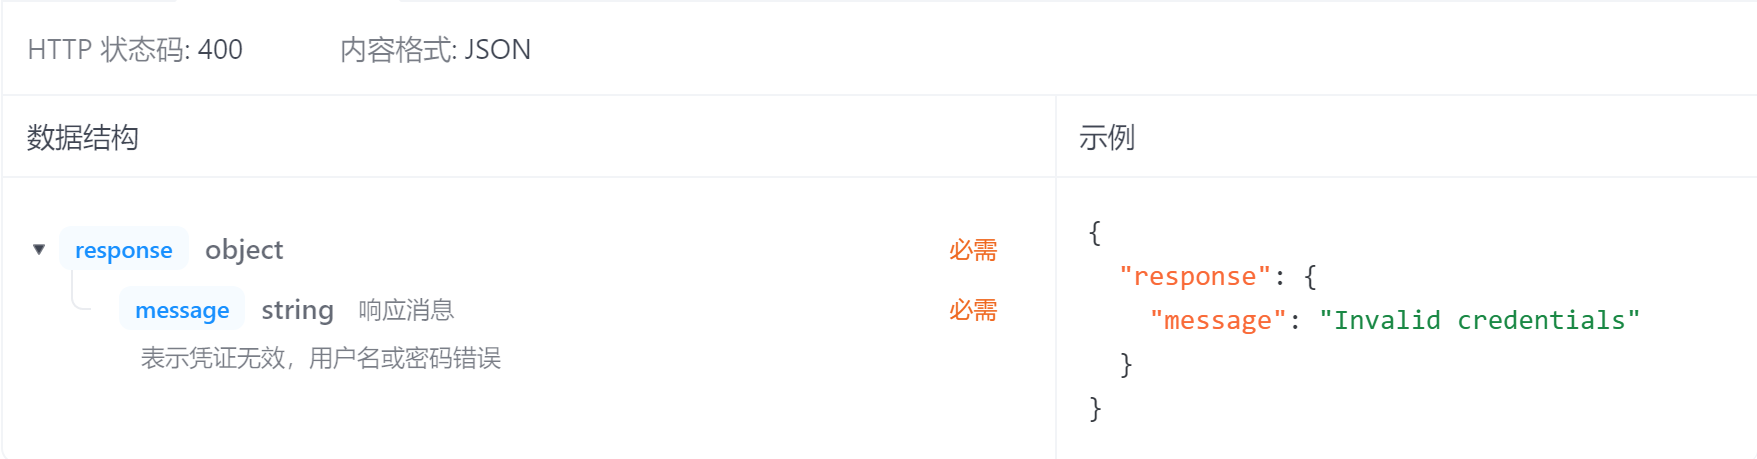 HTTP 状态码: 400 内容格式: JSON
数据结构
示例
response object 必需
message string 响应消息 必需
表示凭证无效，用户名或密码错误
{
"response": {
"message": "Invalid credentials"
}
}